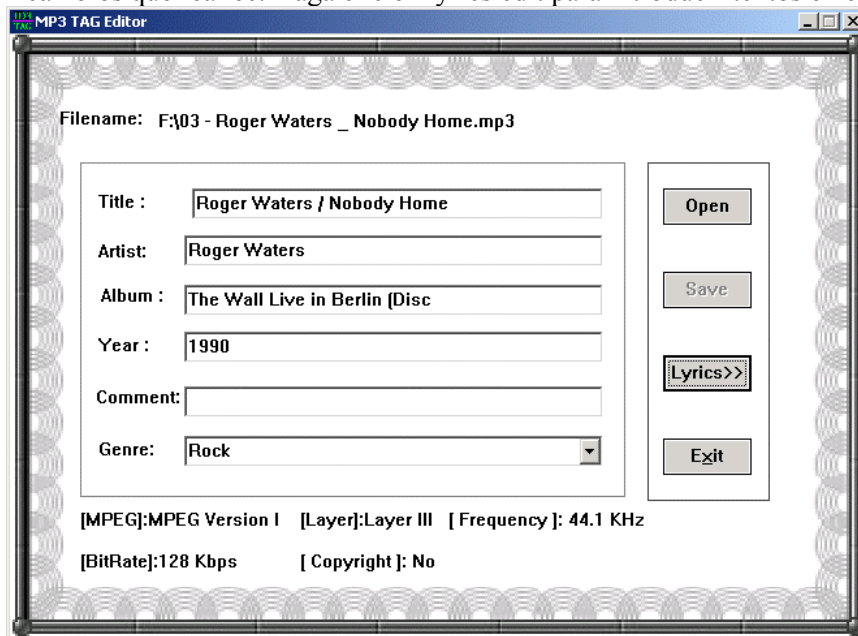 MP3 TAG Editor
Filename: F:\03 - Roger Waters _ Nobody Home.mp3
Title : Roger Waters / Nobody Home
Open
Artist: Roger Waters
Album : The Wall Live in Berlin (Disc
Save
Year : 1990
Lyrics>>
Comment:
Genre: Rock
Exit
[MPEG]:MPEG Version I [Layer]:Layer III [ Frequency ]: 44.1 KHz
[BitRate]:128 Kbps [ Copyright ]: No